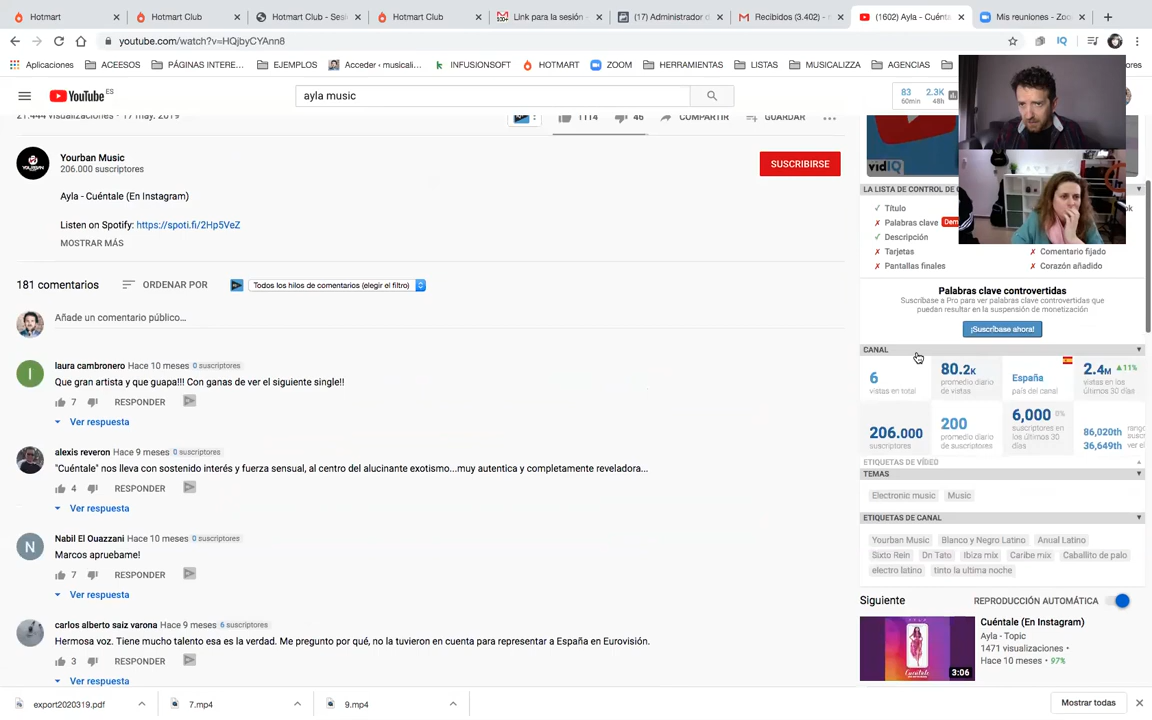 Hotmart
Hotmart Club
Hotmart Club - Sesi
Hotmart Club
Link para la sesión
(17) Administrador d
Recibidos (3.402) - s
(1602) Ayla - Cuénta
Mis reuniones - Zoo
youtube.com/watch?v=HQjbyCYAnn8
Aplicaciones
ACEESOS
PÁGINAS INTERE...
EJEMPLOS
Acceder ‹ musicali...
INFUSIONSOFT
HOTMART
ZOOM
HERRAMIENTAS
LISTAS
MUSICALIZZA
AGENCIAS
YouTube ES
ayla music
83 60min
2.3K 48h
21.444 visualizaciones • 17 may. 2019
1114
46
COMPARTIR
GUARDAR
Yourban Music
206.000 suscriptores
SUSCRIBIRSE
Ayla - Cuéntale (En Instagram)
Listen on Spotify: https://spoti.fi/2Hp5VeZ
MOSTRAR MÁS
181 comentarios
ORDENAR POR
Todos los hilos de comentarios (elegir el filtro)
Añade un comentario público...
laura cambronero Hace 10 meses 0 suscriptores
Que gran artista y que guapa!!! Con ganas de ver el siguiente single!!
7
RESPONDER
Ver respuesta
alexis reveron Hace 9 meses 0 suscriptores
"Cuéntale" nos lleva con sostenido interés y fuerza sensual, al centro del alucinante exotismo...muy autentica y completamente reveladora...
4
RESPONDER
Ver respuesta
Nabil El Ouazzani Hace 10 meses 0 suscriptores
Marcos apruebame!
7
RESPONDER
Ver respuesta
carlos alberto saiz varona Hace 9 meses 6 suscriptores
Hermosa voz. Tiene mucho talento esa es la verdad. Me pregunto por qué, no la tuvieron en cuenta para representar a España en Eurovisión.
3
RESPONDER
Ver respuesta
vidIQ
LA LISTA DE CONTROL DE
Título
Palabras clave
Descripción
Tarjetas
Comentario fijado
Pantallas finales
Corazón añadido
Palabras clave controvertidas
Suscríbase a Pro para ver palabras clave controvertidas que
puedan resultar en la suspensión de monetización
¡Suscríbase ahora!
CANAL
6
vistas en total
80.2K
promedio diario de vistas
España
país del canal
2.4M 11%
vistas en los últimos 30 días
206.000
suscriptores
200
promedio diario de suscriptores
6,000 0%
suscriptores en los últimos 30 días
86,020th
36,649th
ETIQUETAS DE VÍDEO
TEMAS
Electronic music
Music
ETIQUETAS DE CANAL
Yourban Music
Blanco y Negro Latino
Anual Latino
Sixto Rein
Dn Tato
Ibiza mix
Caribe mix
Caballito de palo
electro latino
tinto la ultima noche
Siguiente
REPRODUCCIÓN AUTOMÁTICA
Cuéntale (En Instagram)
Ayla - Topic
1471 visualizaciones •
Hace 10 meses • 97%
3:06
export2020319.pdf
7.mp4
9.mp4
Mostrar todas